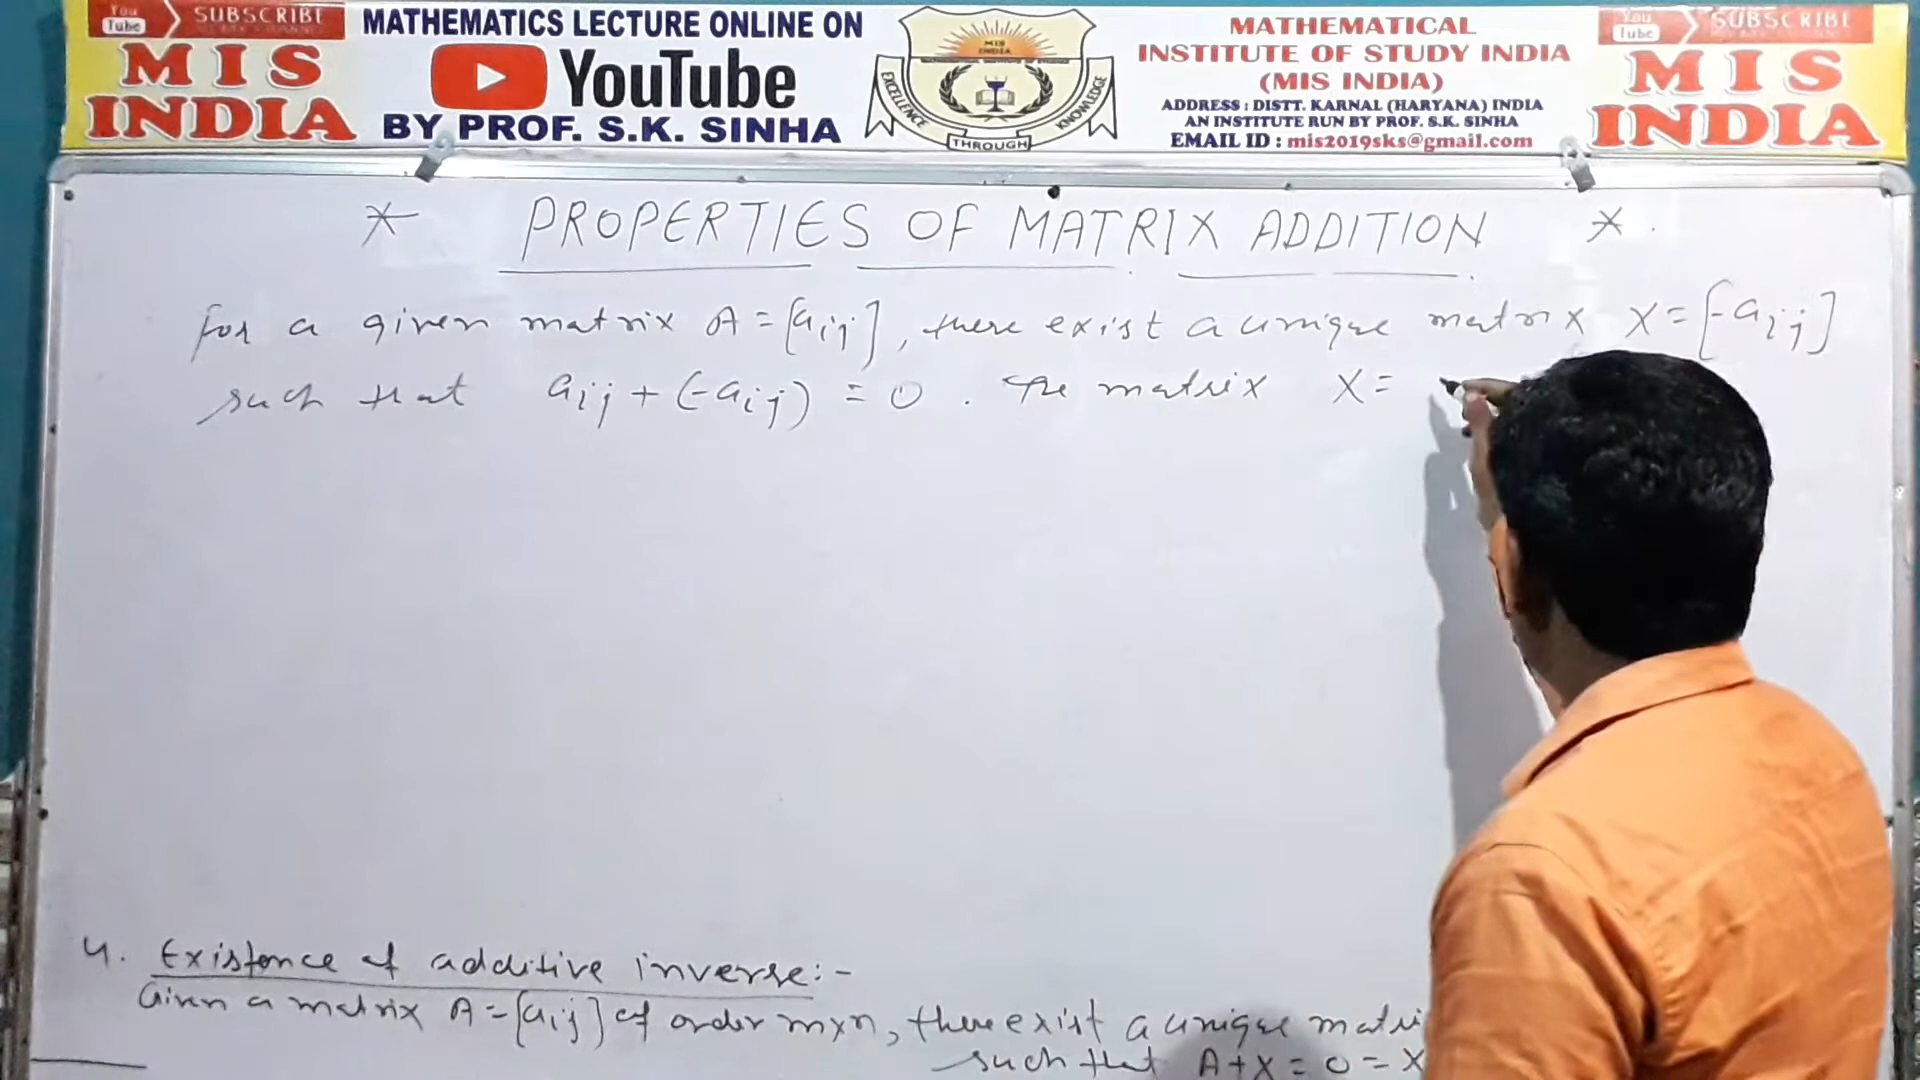 You Tube SUBSCRIBE
MIS
INDIA
MATHEMATICS LECTURE ONLINE ON
YouTube
BY PROF. S.K. SINHA
MIS
INDIA
EXCELLENCE
THROUGH
KNOWLEDGE
MATHEMATICAL
INSTITUTE OF STUDY INDIA
(MIS INDIA)
ADDRESS : DISTT. KARNAL (HARYANA) INDIA
AN INSTITUTE RUN BY PROF. S.K. SINHA
EMAIL ID : mis2019sks@gmail.com
You Tube SUBSCRIBE
MIS
INDIA
* PROPERTIES OF MATRIX ADDITION *
for a given matrix A = [aij], there exist a unique matrix X = [-aij]
such that aij + (-aij) = 0 . The matrix X =
4. Existence of additive inverse:-
Given a matrix A = [aij] of order mxn, there exist a unique matri
such that A+X = 0 = X